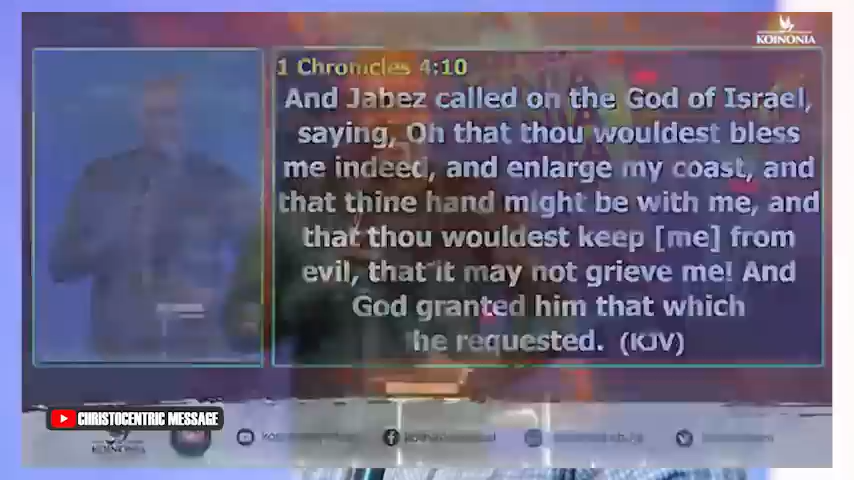 KOINONIA
1 Chronicles 4:10
And Jabez called on the God of Israel,
saying, Oh that thou wouldest bless
me indeed, and enlarge my coast, and
that thine hand might be with me, and
that thou wouldest keep [me] from
evil, that it may not grieve me! And
God granted him that which
he requested. (KJV)
CHRISTOCENTRIC MESSAGE
KOINONIA